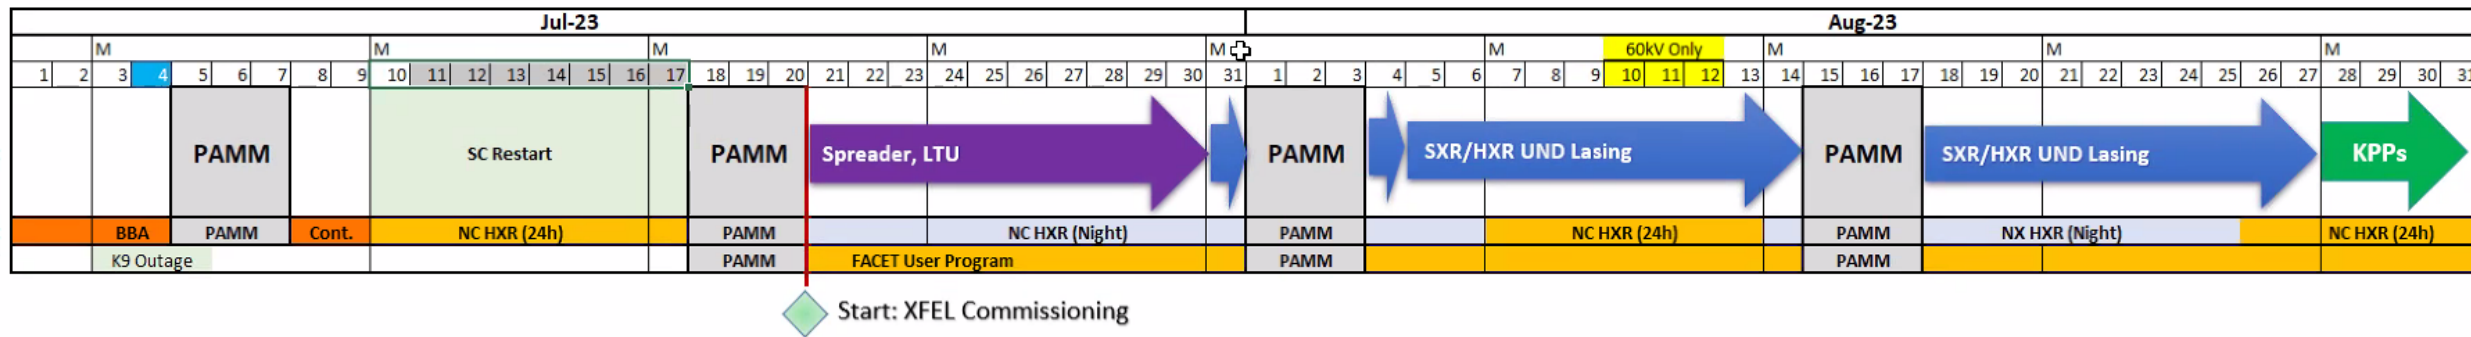 Jul-23 Aug-23
M M M M M M 60kV Only M M M
1 2 3 4 5 6 7 8 9 10 11 12 13 14 15 16 17 18 19 20 21 22 23 24 25 26 27 28 29 30 31 1 2 3 4 5 6 7 8 9 10 11 12 13 14 15 16 17 18 19 20 21 22 23 24 25 26 27 28 29 30 31
PAMM SC Restart PAMM Spreader, LTU PAMM SXR/HXR UND Lasing PAMM SXR/HXR UND Lasing KPPs
BBA PAMM Cont. NC HXR (24h) PAMM NC HXR (Night) PAMM NC HXR (24h) PAMM NX HXR (Night) NC HXR (24h)
K9 Outage PAMM FACET User Program PAMM PAMM
Start: XFEL Commissioning